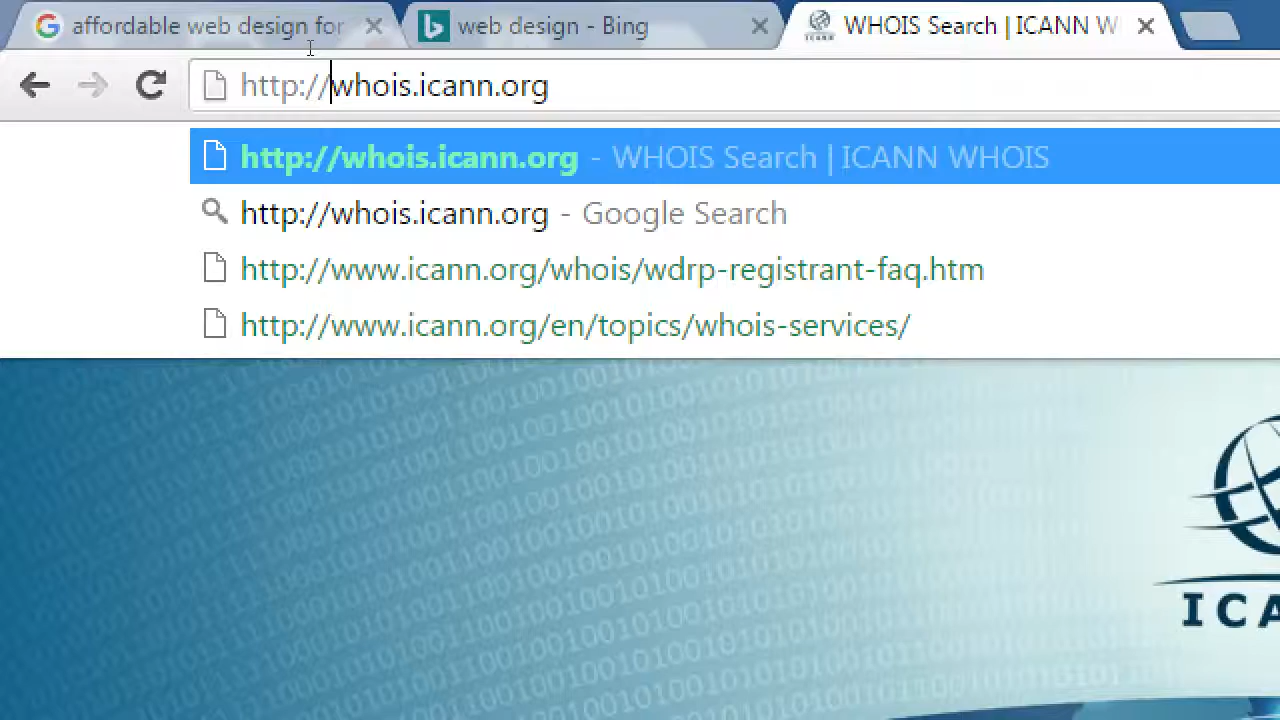 affordable web design for
web design - Bing
WHOIS Search | ICANN W
http://whois.icann.org
http://whois.icann.org - WHOIS Search | ICANN WHOIS
http://whois.icann.org - Google Search
http://www.icann.org/whois/wdrp-registrant-faq.htm
http://www.icann.org/en/topics/whois-services/
ICA